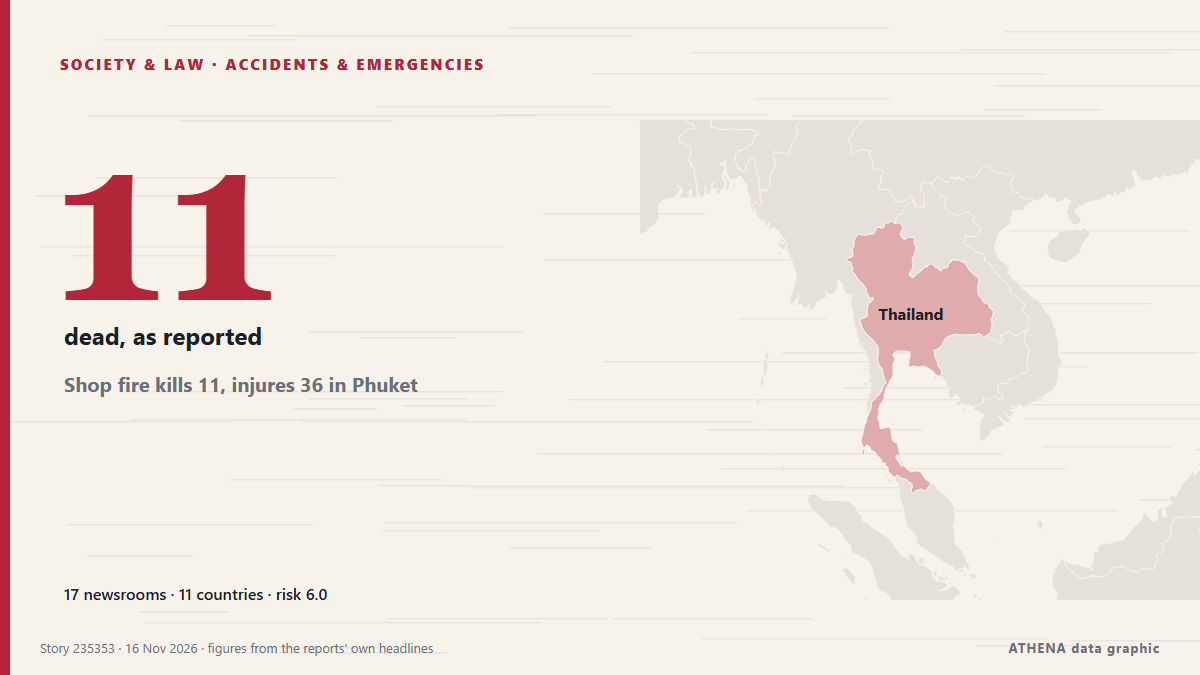 SOCIETY & LAW · ACCIDENTS & EMERGENCIES
11
dead, as reported
Shop fire kills 11, injures 36 in Phuket
Thailand
17 newsrooms · 11 countries · risk 6.0
Story 235353 · 16 Nov 2026 · figures from the reports' own headlines
ATHENA data graphic